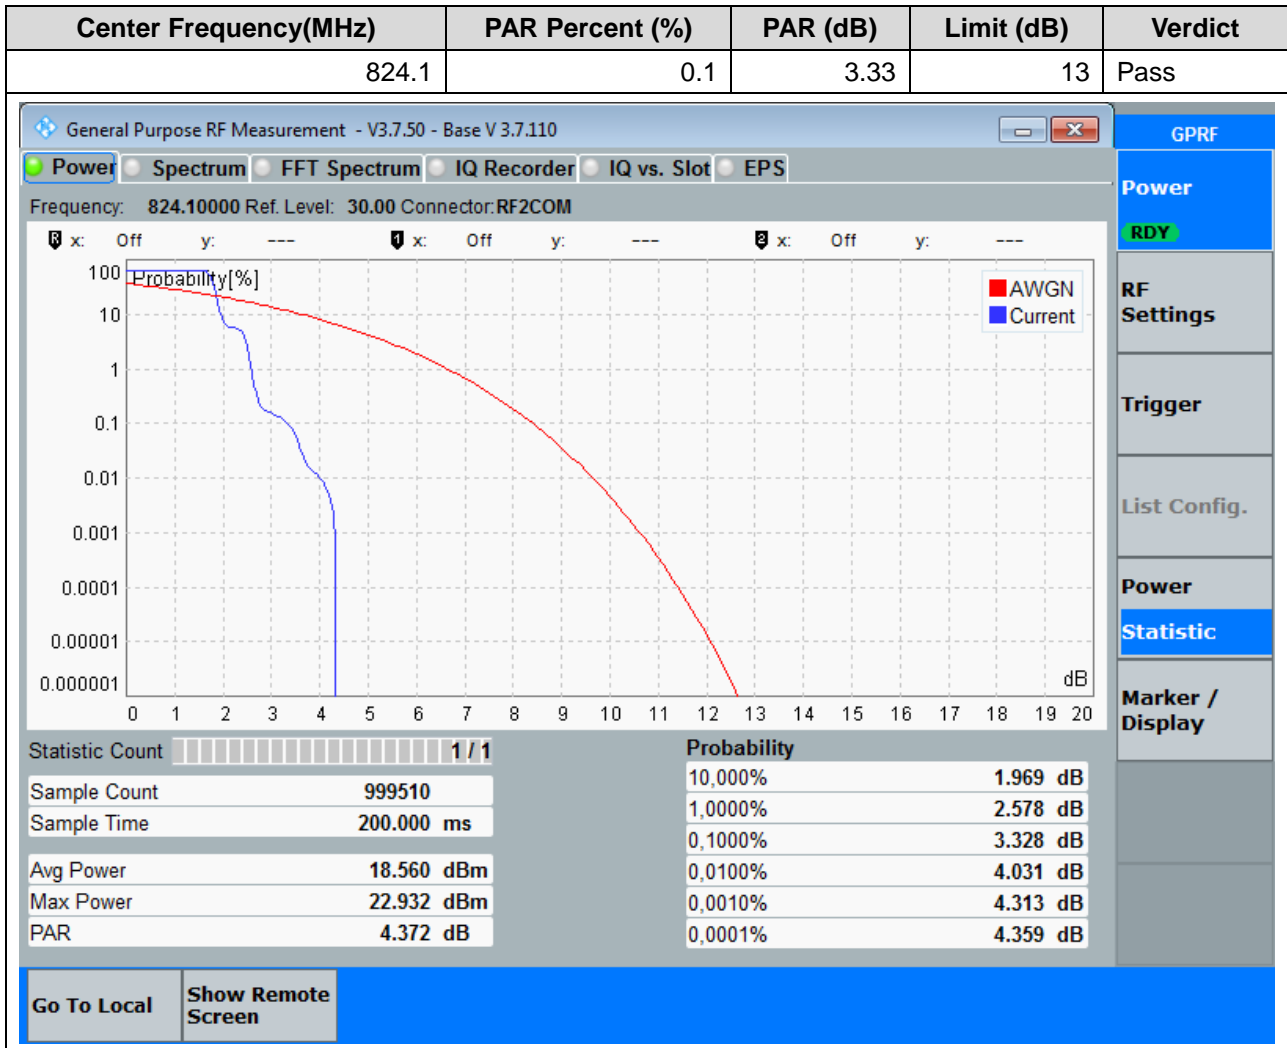 Center Frequency(MHz) PAR Percent (%) PAR (dB) Limit (dB) Verdict
824.1 0.1 3.33 13 Pass
General Purpose RF Measurement - V3.7.50 - Base V 3.7.110
GPRF
Power Spectrum FFT Spectrum IQ Recorder IQ vs. Slot EPS
Power
RDY
Frequency: 824.10000 Ref. Level: 30.00 Connector: RF2COM
R x: Off y: --- 1 x: Off y: --- 2 x: Off y: ---
Probability[%]
100
10
1
0.1
0.01
0.001
0.0001
0.00001
0.000001
AWGN
Current
dB
0 1 2 3 4 5 6 7 8 9 10 11 12 13 14 15 16 17 18 19 20
RF
Settings
Trigger
List Config.
Power
Statistic
Marker /
Display
Statistic Count 1 / 1
Sample Count 999510
Sample Time 200.000 ms
Avg Power 18.560 dBm
Max Power 22.932 dBm
PAR 4.372 dB
Probability
10,000% 1.969 dB
1,0000% 2.578 dB
0,1000% 3.328 dB
0,0100% 4.031 dB
0,0010% 4.313 dB
0,0001% 4.359 dB
Go To Local
Show Remote
Screen